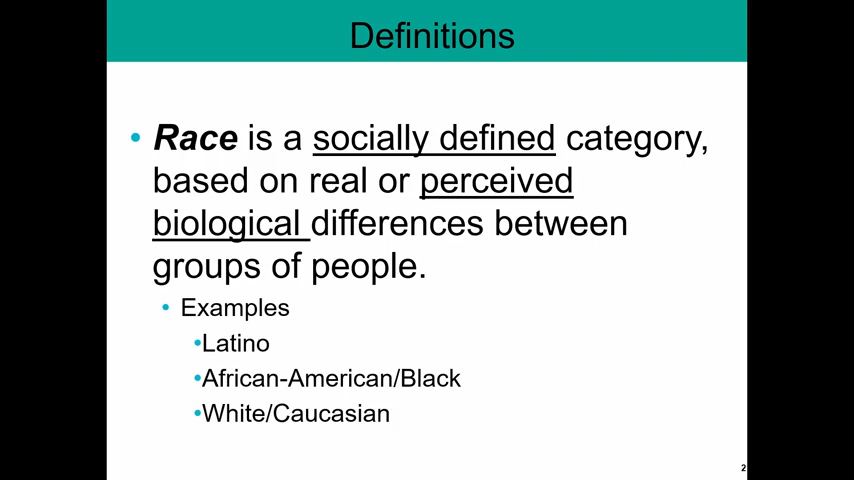 Definitions
• Race is a socially defined category,
based on real or perceived
biological differences between
groups of people.
• Examples
•Latino
•African-American/Black
•White/Caucasian
2